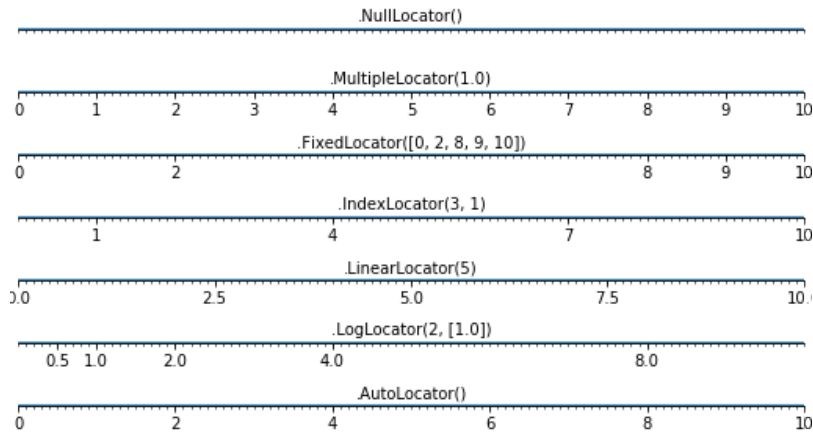 .NullLocator()
.MultipleLocator(1.0)
0 1 2 3 4 5 6 7 8 9 10
.FixedLocator([0, 2, 8, 9, 10])
0 2 8 9 10
.IndexLocator(3, 1)
1 4 7 10
.LinearLocator(5)
0.0 2.5 5.0 7.5 10.
.LogLocator(2, [1.0])
0.5 1.0 2.0 4.0 8.0
.AutoLocator()
0 2 4 6 8 10